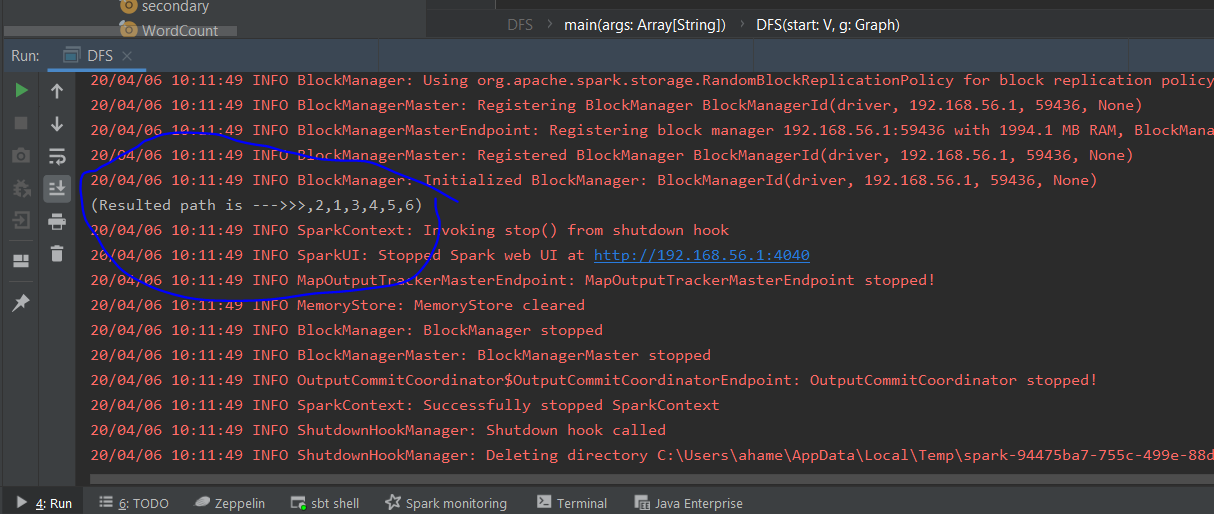 secondary
WordCount
DFS > main(args: Array[String]) > DFS(start: V, g: Graph)
Run: DFS ×
20/04/06 10:11:49 INFO BlockManager: Using org.apache.spark.storage.RandomBlockReplicationPolicy for block replication policy
20/04/06 10:11:49 INFO BlockManagerMaster: Registering BlockManager BlockManagerId(driver, 192.168.56.1, 59436, None)
20/04/06 10:11:49 INFO BlockManagerMasterEndpoint: Registering block manager 192.168.56.1:59436 with 1994.1 MB RAM, BlockMana
20/04/06 10:11:49 INFO BlockManagerMaster: Registered BlockManager BlockManagerId(driver, 192.168.56.1, 59436, None)
20/04/06 10:11:49 INFO BlockManager: Initialized BlockManager: BlockManagerId(driver, 192.168.56.1, 59436, None)
(Resulted path is --->>>,2,1,3,4,5,6)
20/04/06 10:11:49 INFO SparkContext: Invoking stop() from shutdown hook
20/04/06 10:11:49 INFO SparkUI: Stopped Spark web UI at http://192.168.56.1:4040
20/04/06 10:11:49 INFO MapOutputTrackerMasterEndpoint: MapOutputTrackerMasterEndpoint stopped!
20/04/06 10:11:49 INFO MemoryStore: MemoryStore cleared
20/04/06 10:11:49 INFO BlockManager: BlockManager stopped
20/04/06 10:11:49 INFO BlockManagerMaster: BlockManagerMaster stopped
20/04/06 10:11:49 INFO OutputCommitCoordinator$OutputCommitCoordinatorEndpoint: OutputCommitCoordinator stopped!
20/04/06 10:11:49 INFO SparkContext: Successfully stopped SparkContext
20/04/06 10:11:49 INFO ShutdownHookManager: Shutdown hook called
20/04/06 10:11:49 INFO ShutdownHookManager: Deleting directory C:\Users\ahame\AppData\Local\Temp\spark-94475ba7-755c-499e-88d
4: Run 6: TODO Zeppelin sbt shell Spark monitoring Terminal Java Enterprise